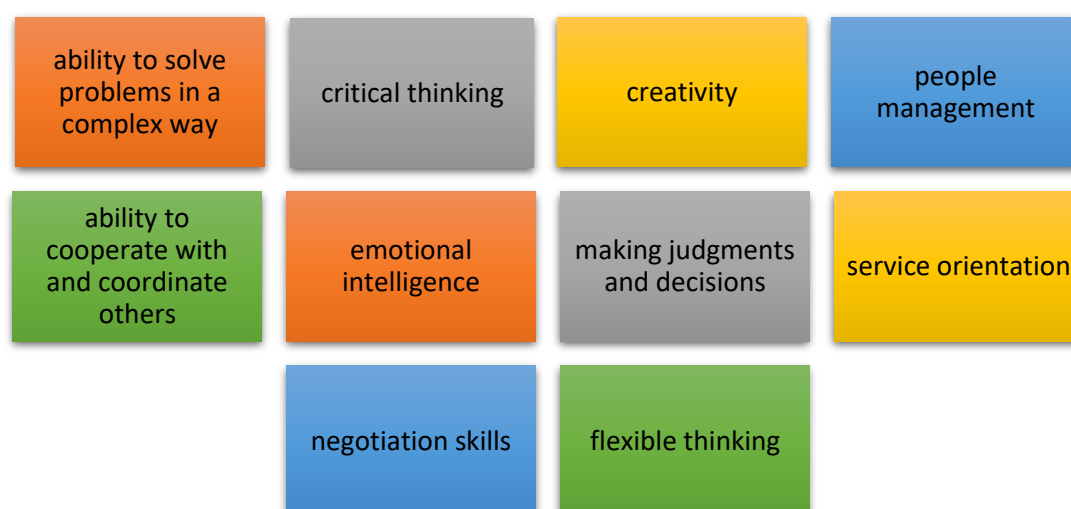 ability to solve
problems in a
complex way
critical thinking
creativity
people
management
ability to
cooperate with
and coordinate
others
emotional
intelligence
making judgments
and decisions
service orientation
negotiation skills
flexible thinking